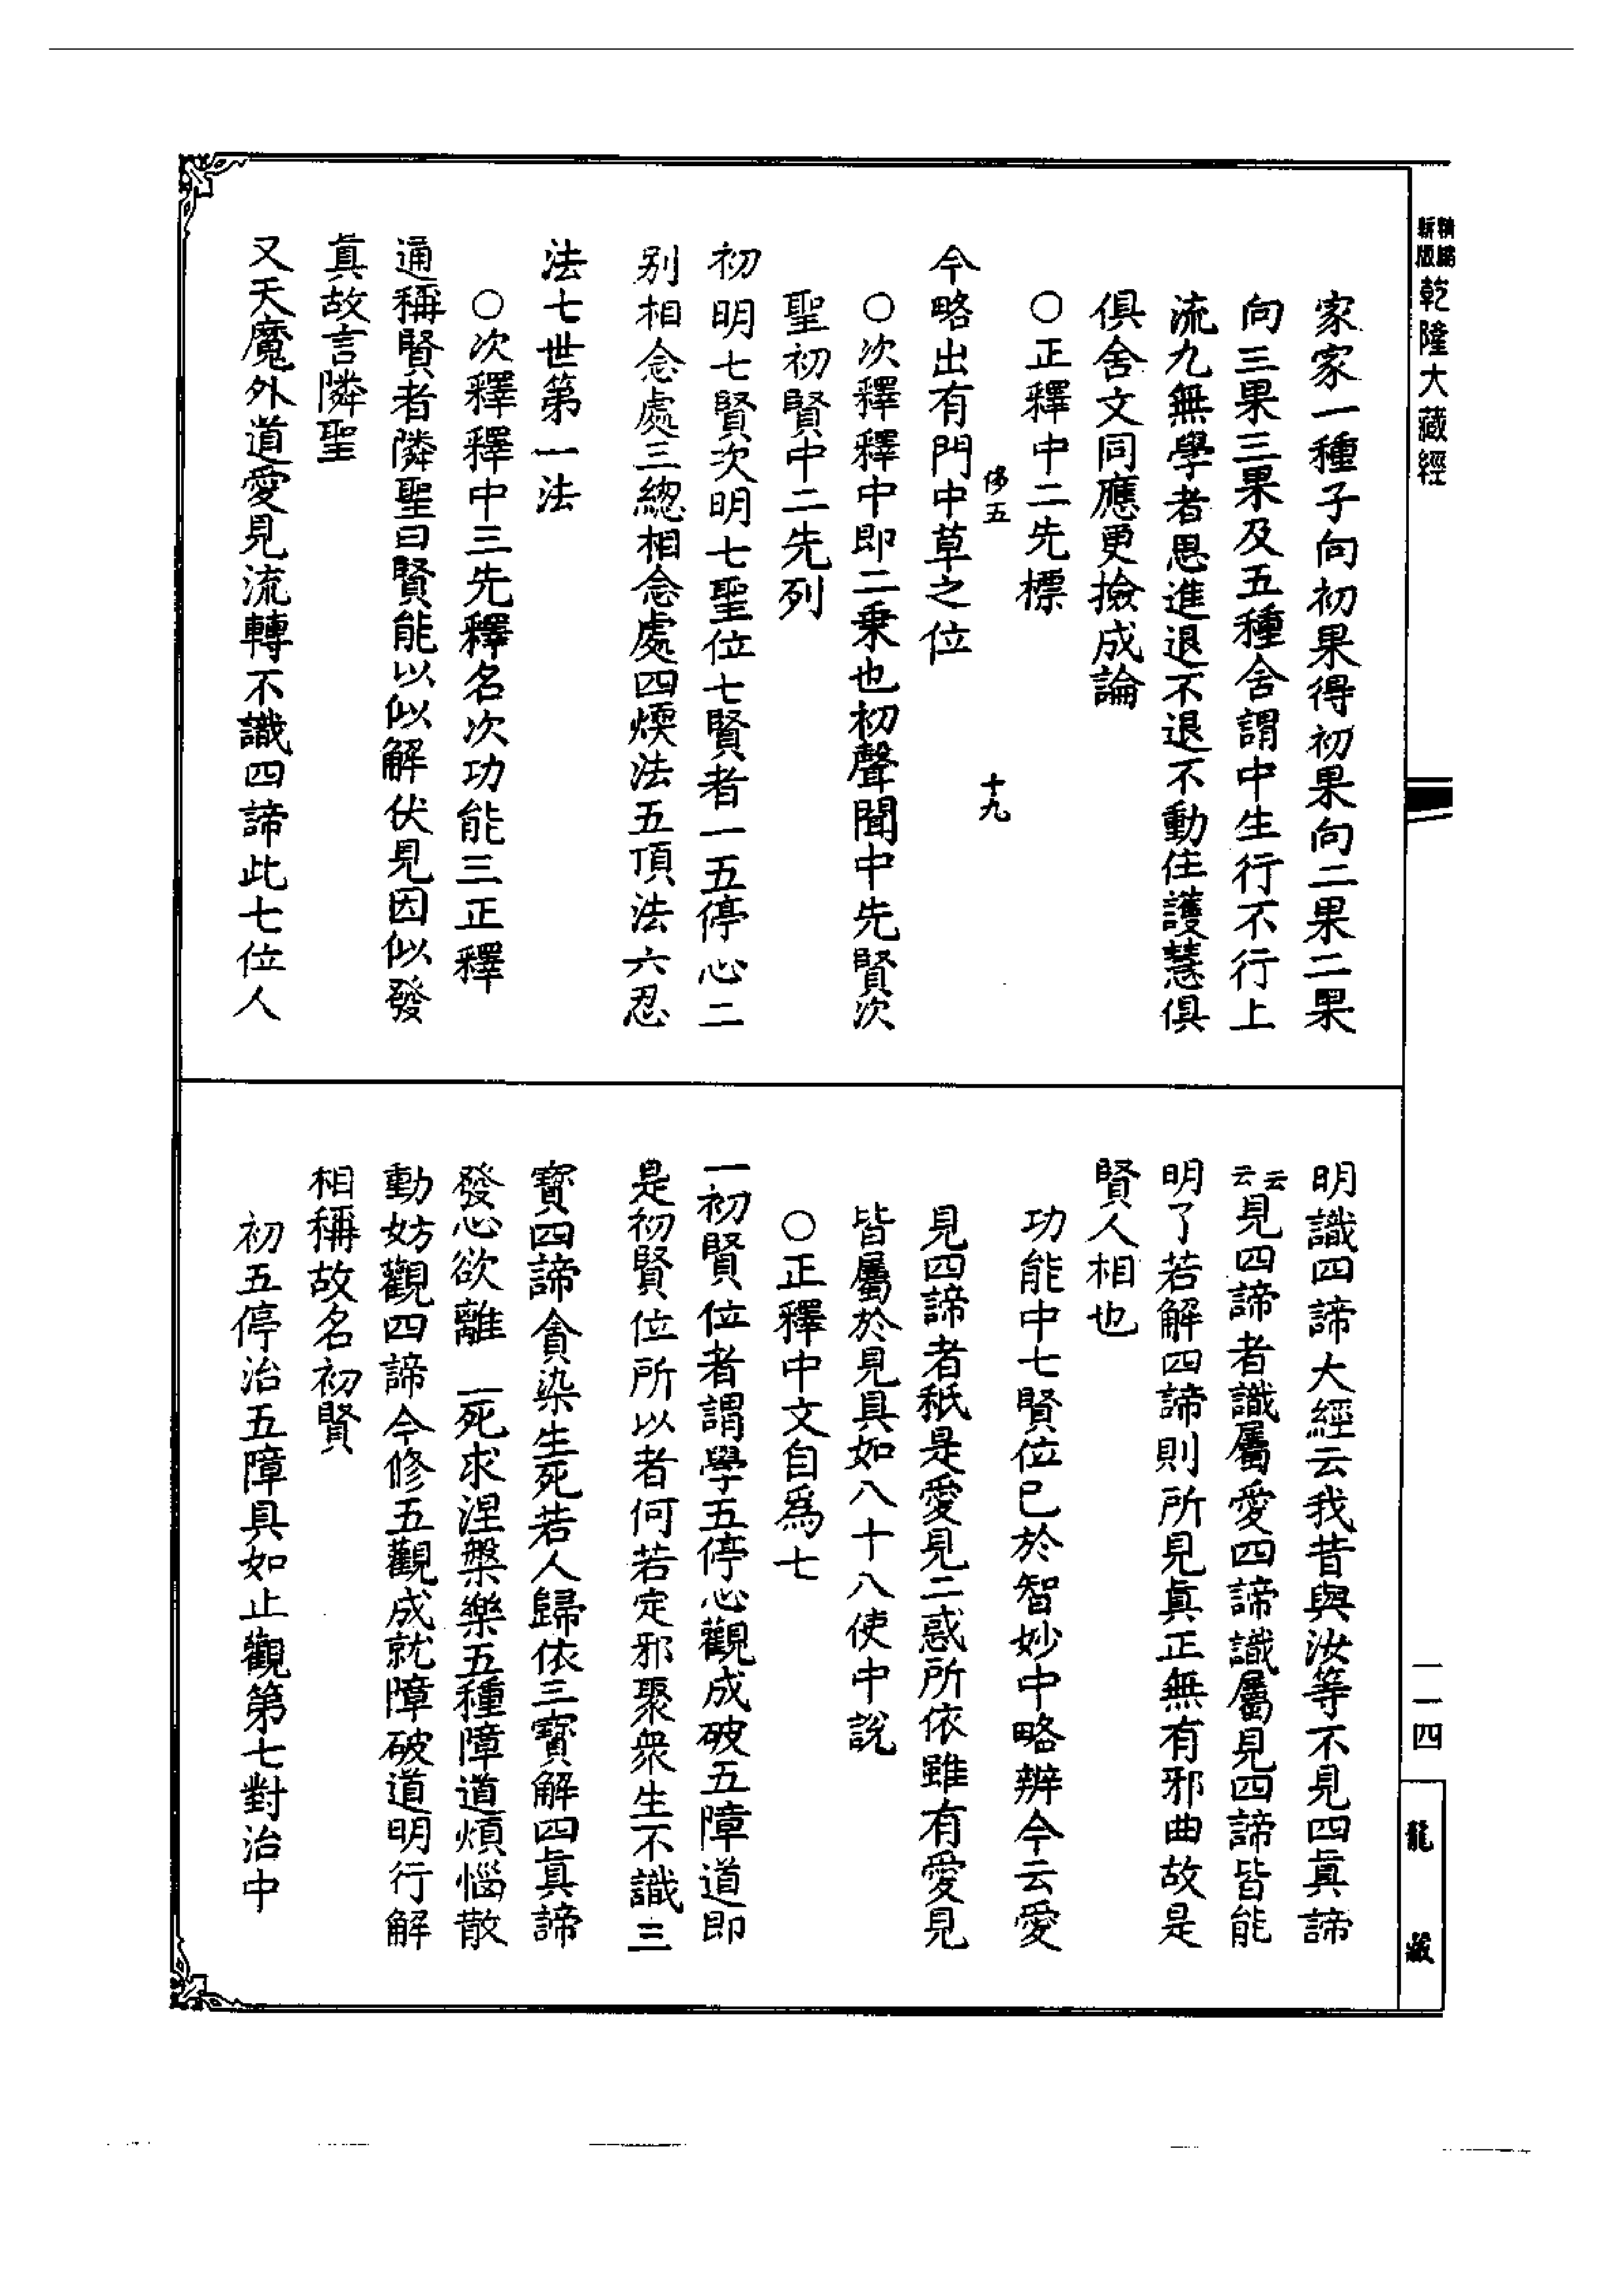 精縮
新版
乾隆大藏經
家家一種子向初果得初果向二果二果
向三果三果及五種舍謂中生行不行上
流九無學者思進退不退不動住護慧俱
俱舍文同應更撿成論
○正釋中二先標
佛五
十九
今略出有門中草之位
○次釋釋中即二乗也初聲聞中先賢次
聖初賢中二先列
初明七賢次明七聖位七賢者一五停心二
別相念處三總相念處四煗法五頂法六忍
法七世第一法
○次釋釋中三先釋名次功能三正釋
通稱賢者隣聖曰賢能以似解伏見因似發
眞故言隣聖
又天魔外道愛見流轉不識四諦此七位人
明識四諦大經云我昔與汝等不見四眞諦
云云見四諦者識屬愛四諦識屬見四諦皆能
明了若解四諦則所見眞正無有邪曲故是
賢人相也
功能中七賢位已於智妙中略辨今云愛
見四諦者秖是愛見二惑所依雖有愛見
皆屬於見具如八十八使中説
○正釋中文自爲七
一初賢位者謂學五停心觀成破五障道即
是初賢位所以者何若定邪聚衆生不識三
寳四諦貪染生死若人歸依三寳解四眞諦
發心欲離 死求涅槃樂五種障道煩惱散
動妨觀四諦今修五觀成就障破道明行解
相稱故名初賢
初五停治五障具如止觀第七對治中
一一四
龍藏